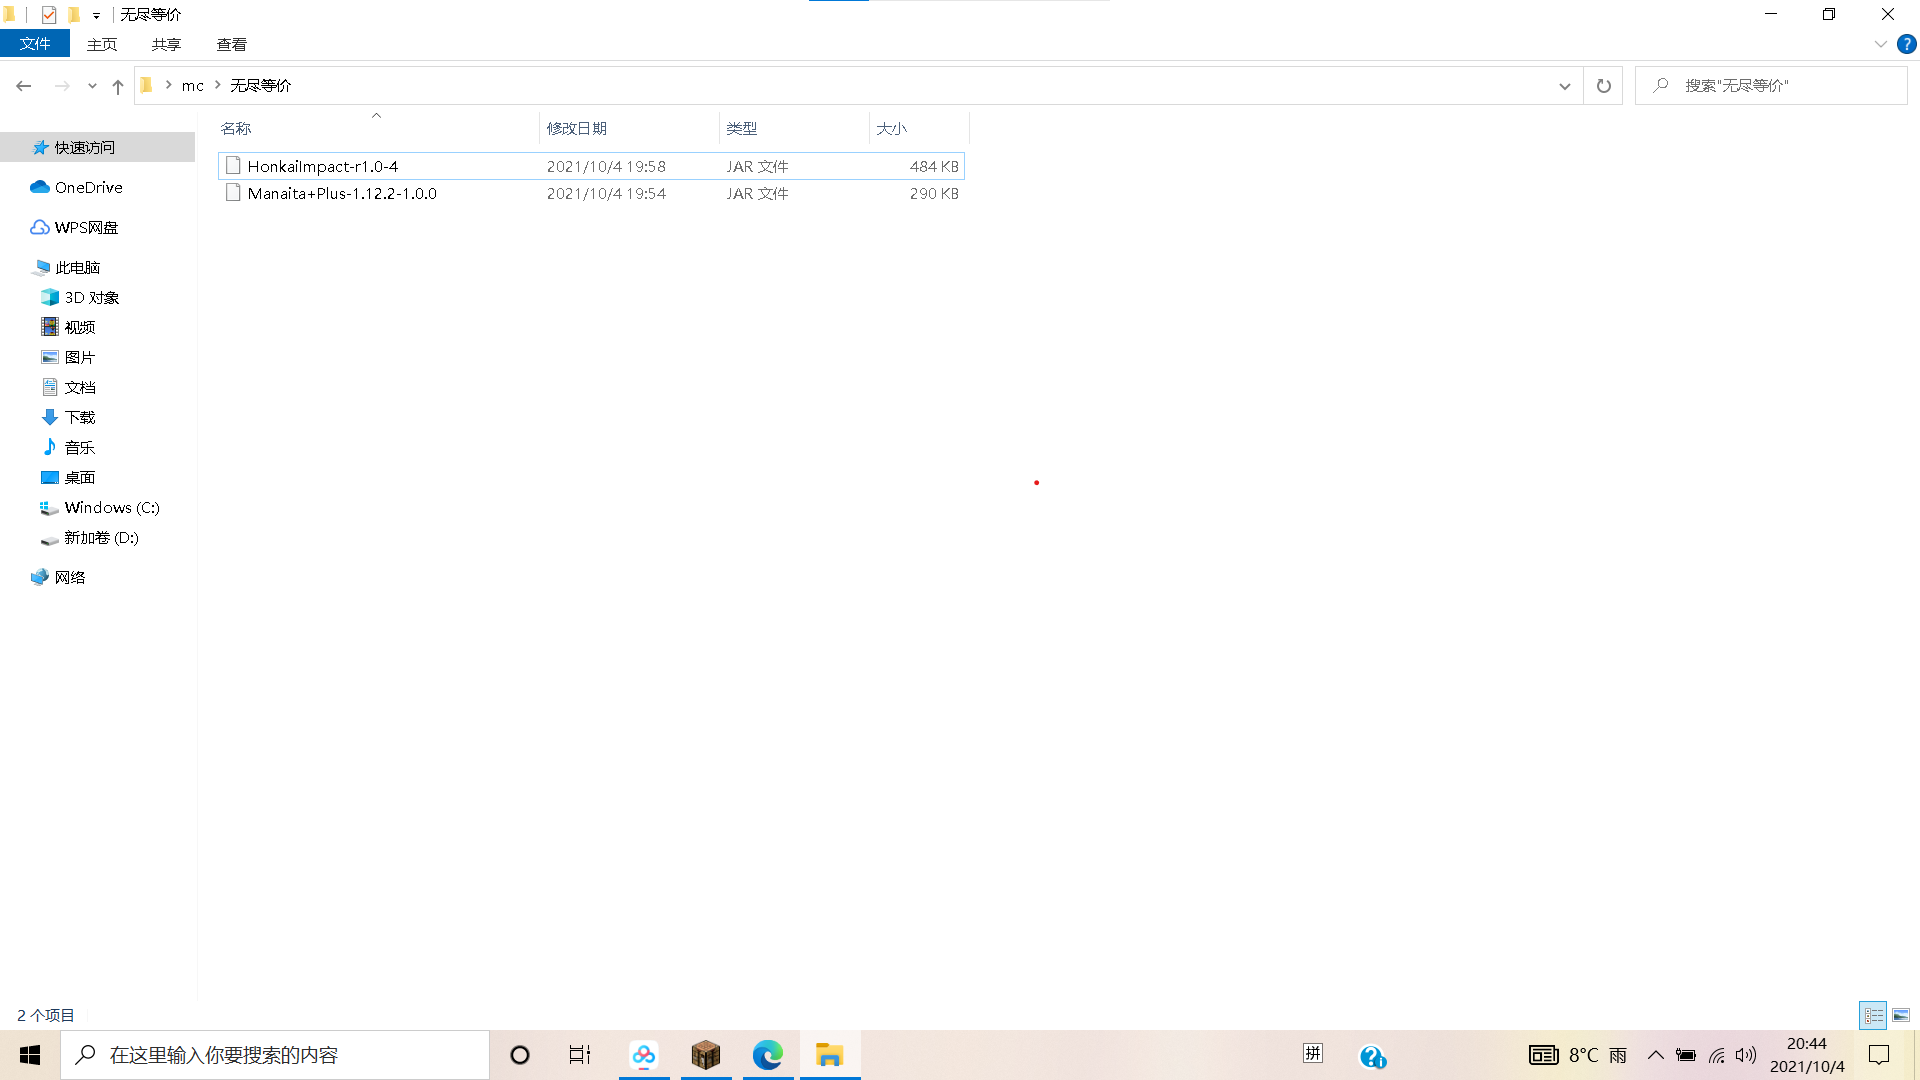 无尽等价
文件 主页 共享 查看
mc 无尽等价 搜索"无尽等价"
名称 修改日期 类型 大小
HonkaiImpact-r1.0-4 2021/10/4 19:58 JAR 文件 484 KB
Manaita+Plus-1.12.2-1.0.0 2021/10/4 19:54 JAR 文件 290 KB
快速访问
OneDrive
WPS网盘
此电脑
3D 对象
视频
图片
文档
下载
音乐
桌面
Windows (C:)
新加卷 (D:)
网络
2 个项目
在这里输入你要搜索的内容
拼
8°C 雨
20:44
2021/10/4